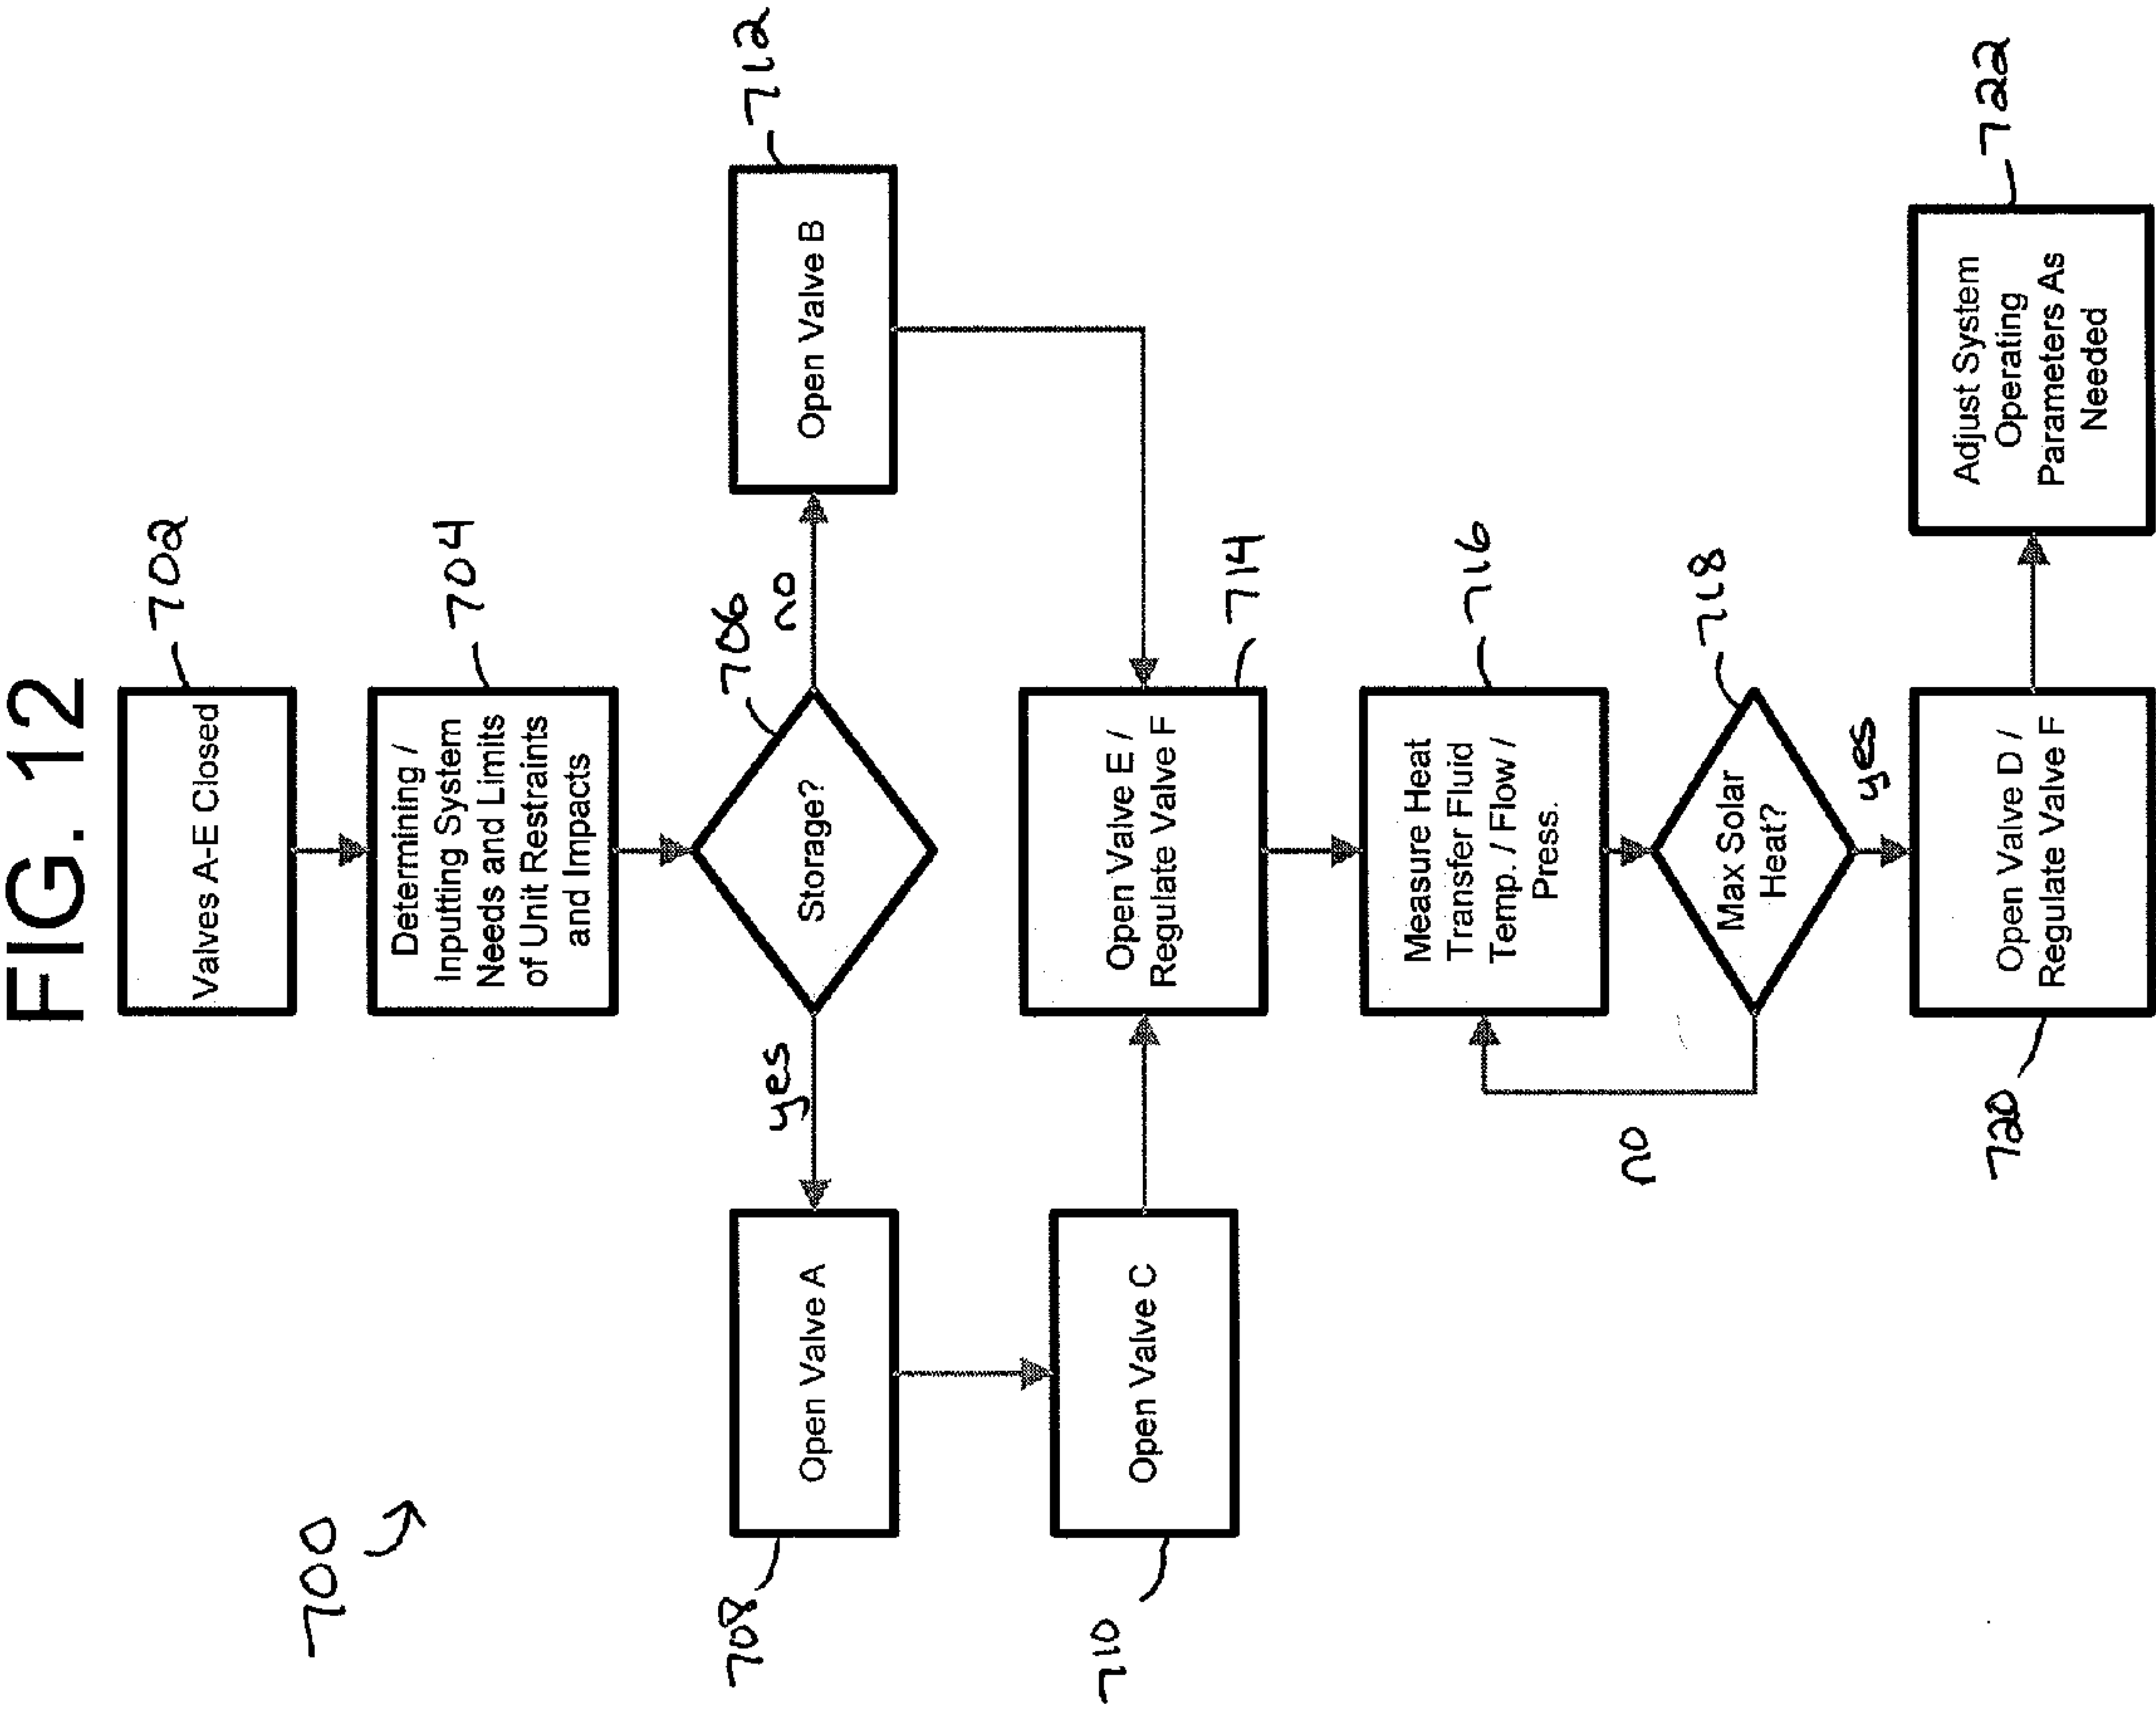 FIG. 12
700
702
Valves A-E Closed
704
Determining /
Inputting System
Needs and Limits
of Unit Restraints
and Impacts
706
Storage?
yes
no
708
Open Valve A
712
Open Valve B
710
Open Valve C
714
Open Valve E /
Regulate Valve F
716
Measure Heat
Transfer Fluid
Temp. / Flow /
Press.
718
Max Solar
Heat?
no
yes
720
Open Valve D /
Regulate Valve F
722
Adjust System
Operating
Parameters As
Needed